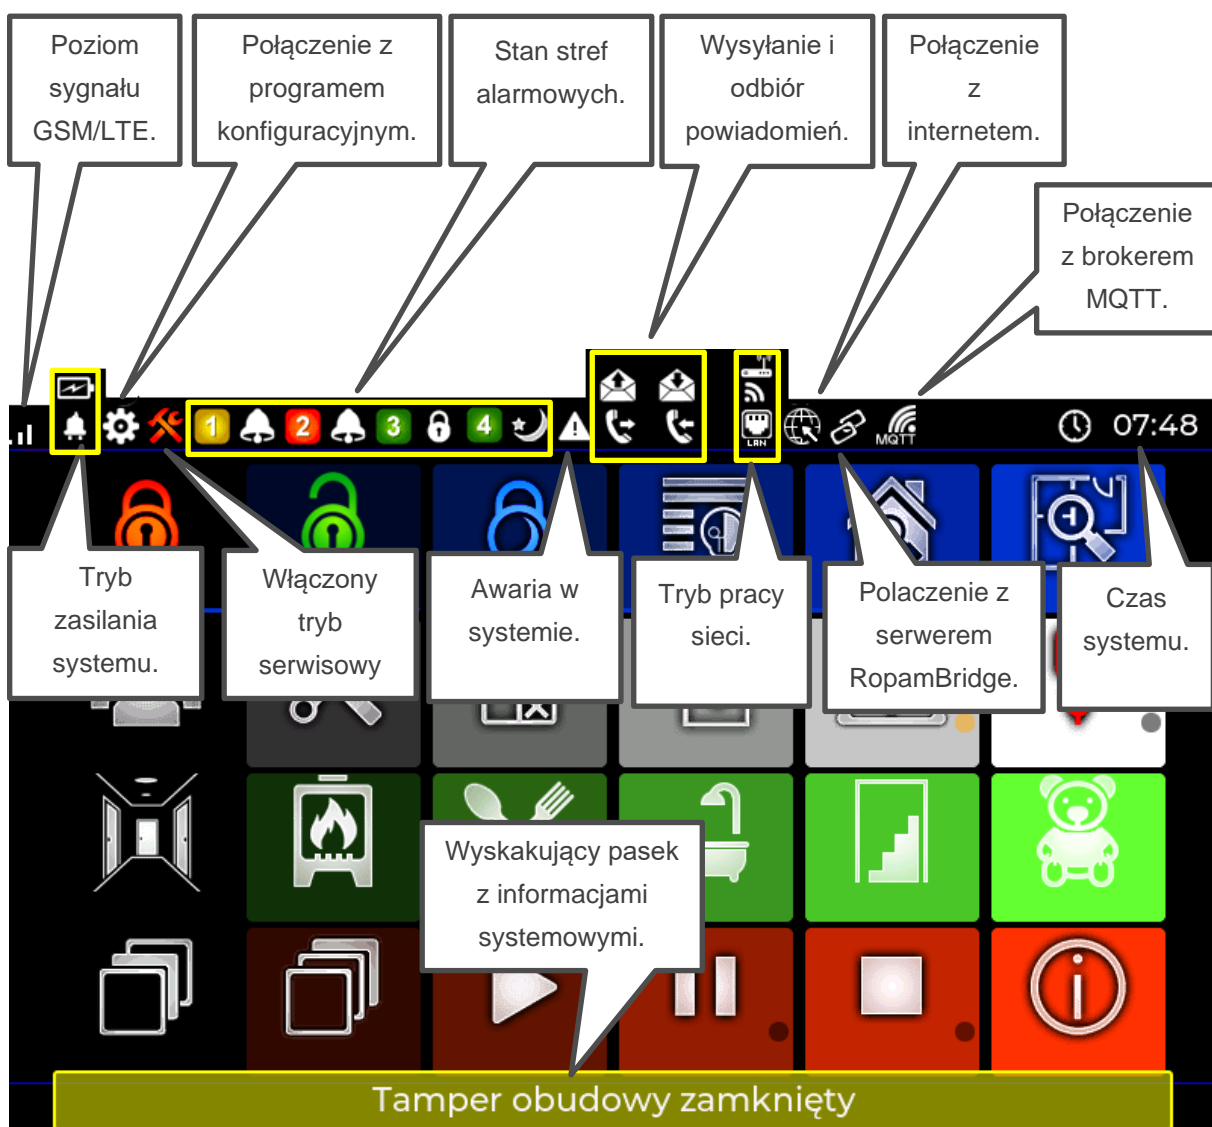 Poziom
sygnału
GSM/LTE.
Połączenie z
programem
konfiguracyjnym.
Stan stref
alarmowych.
Wysyłanie i
odbiór
powiadomień.
Połączenie
z
internetem.
Połączenie
z brokerem
MQTT.
1
2
3
4
LAN
MQTT
07:48
Tryb
zasilania
systemu.
Włączony
tryb
serwisowy
Awaria w
systemie.
Tryb pracy
sieci.
Polaczenie z
serwerem
RopamBridge.
Czas
systemu.
Wyskakujący pasek
z informacjami
systemowymi.
Tamper obudowy zamknięty